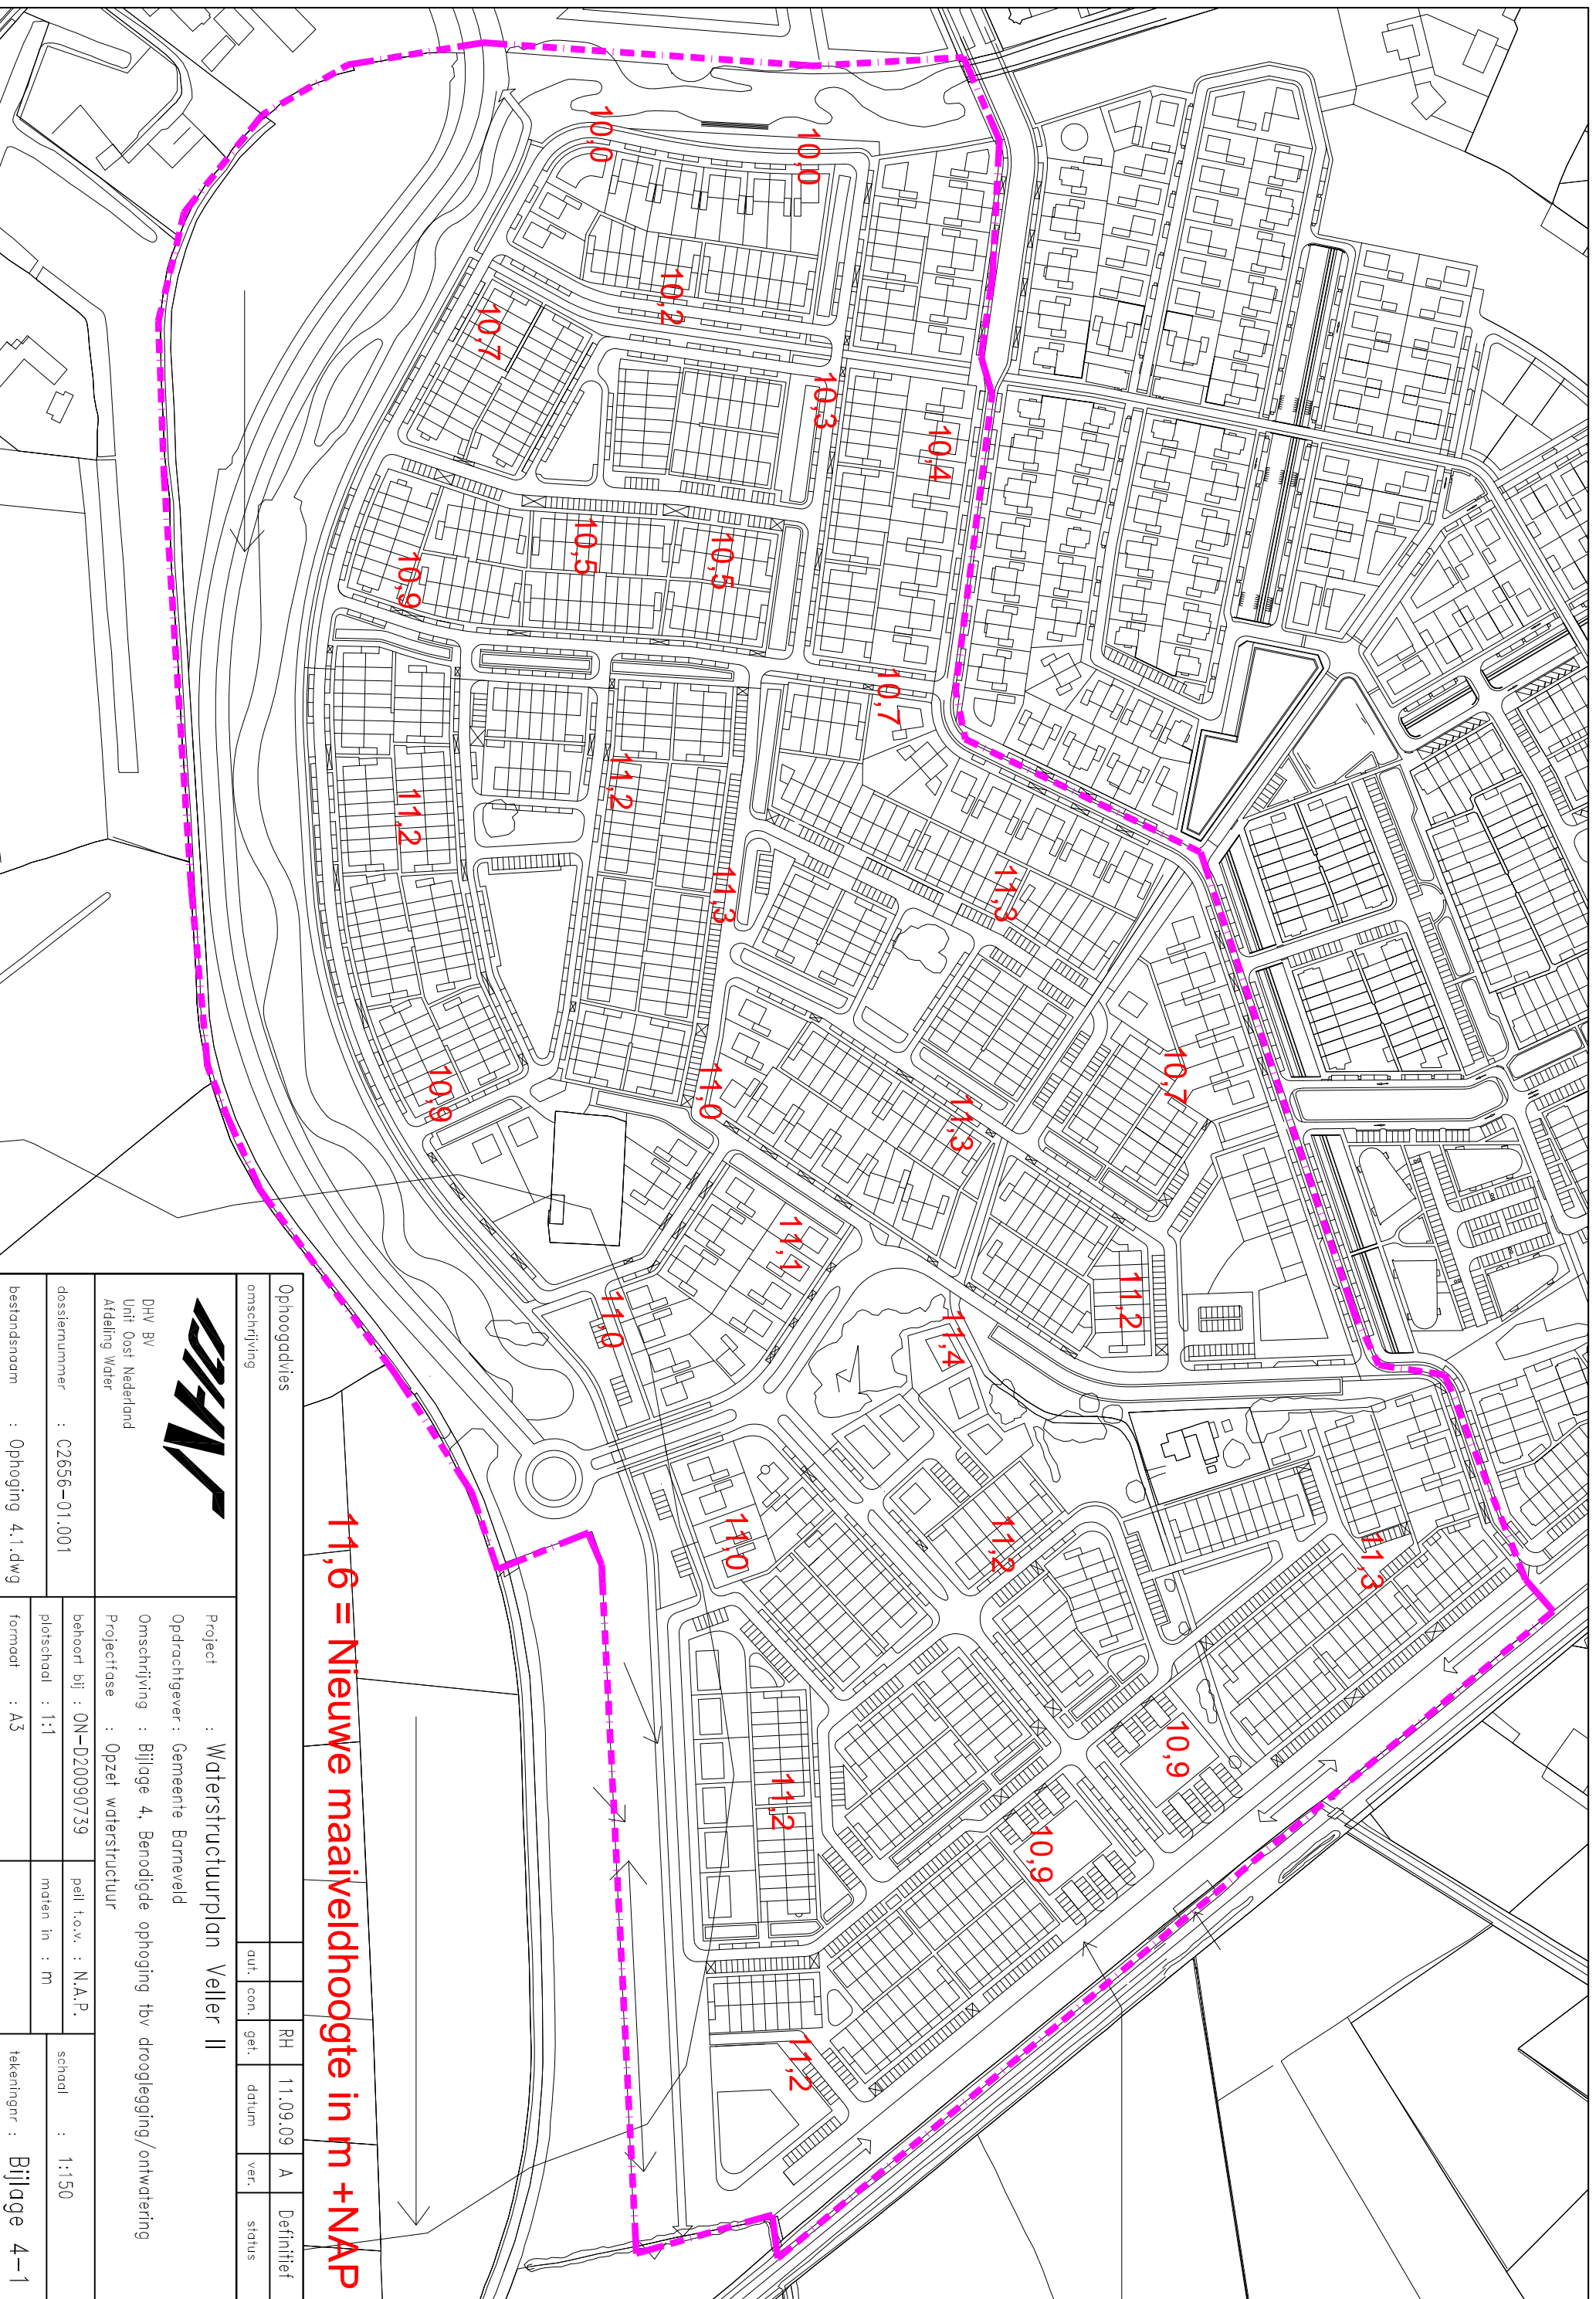 10,0
10,0
10,2
10,7
10,3
10,4
10,5
10,5
10,9
10,7
11,2
11,2
11,3
11,3
10,9
11,0
11,3
10,7
11,1
11,0
11,2
11,4
11,0
11,2
11,3
11,2
10,9
10,9
11,2
11,6 = Nieuwe maaiveldhoogte in m +NAP
Ophoogadvies RH 11.09.09 A Definitief
omschrijving aut. con. get. datum ver. status
DHV
DHV BV
Unit Oost Nederland
Afdeling Water
Project : Waterstructuurplan Veller II
Opdrachtgever : Gemeente Barneveld
Omschrijving : Bijlage 4, Benodigde ophoging tbv drooglegging/ontwatering
Projectfase : Opzet waterstructuur
dossiernummer : C2656-01.001
behoort bij : ON-D20090739
peil t.o.v. : N.A.P.
schaal : 1:150
plotschaal : 1:1
maten in : m
bestandsnaam : Ophoging 4.1.dwg
formaat : A3
tekeningnr : Bijlage 4-1